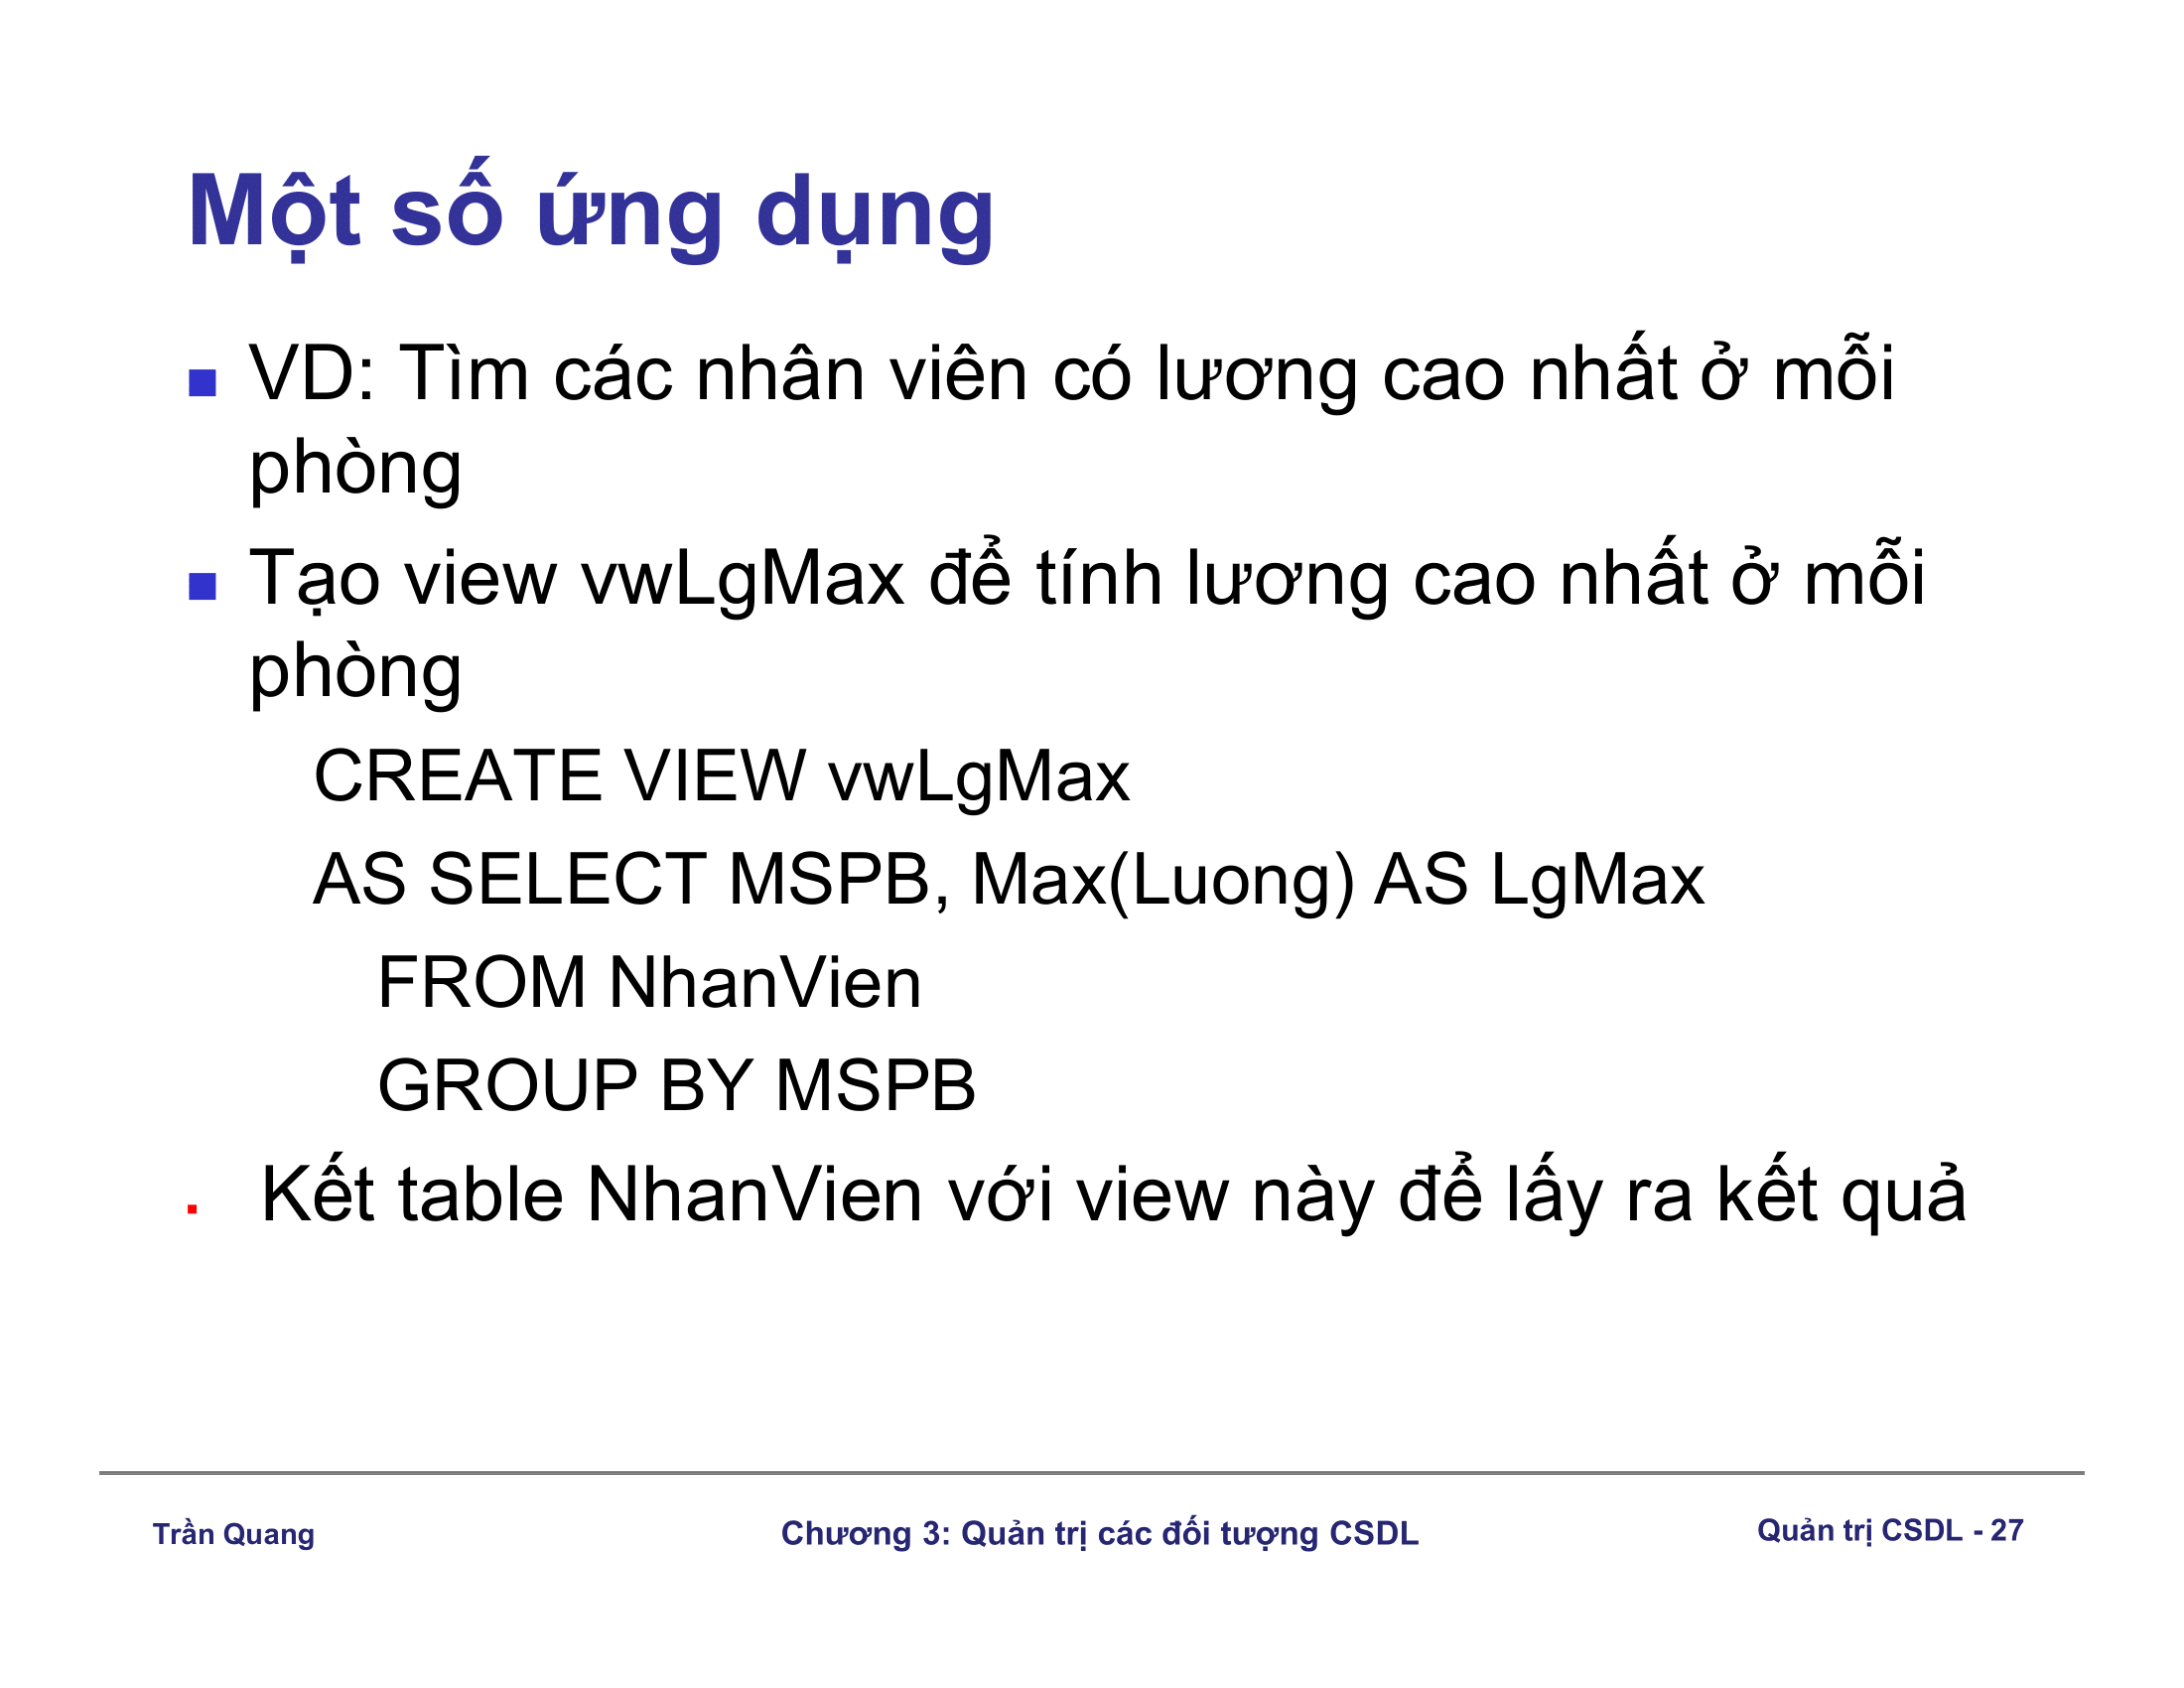 Một số ứng dụng
VD: Tìm các nhân viên có lương cao nhất ở mỗi
phòng
Tạo view vwLgMax để tính lương cao nhất ở mỗi
phòng
CREATE VIEW vwLgMax
AS SELECT MSPB, Max(Luong) AS LgMax
FROM NhanVien
GROUP BY MSPB
Kết table NhanVien với view này để lấy ra kết quả
Trần Quang
Chương 3: Quản trị các đối tượng CSDL
Quản trị CSDL - 27